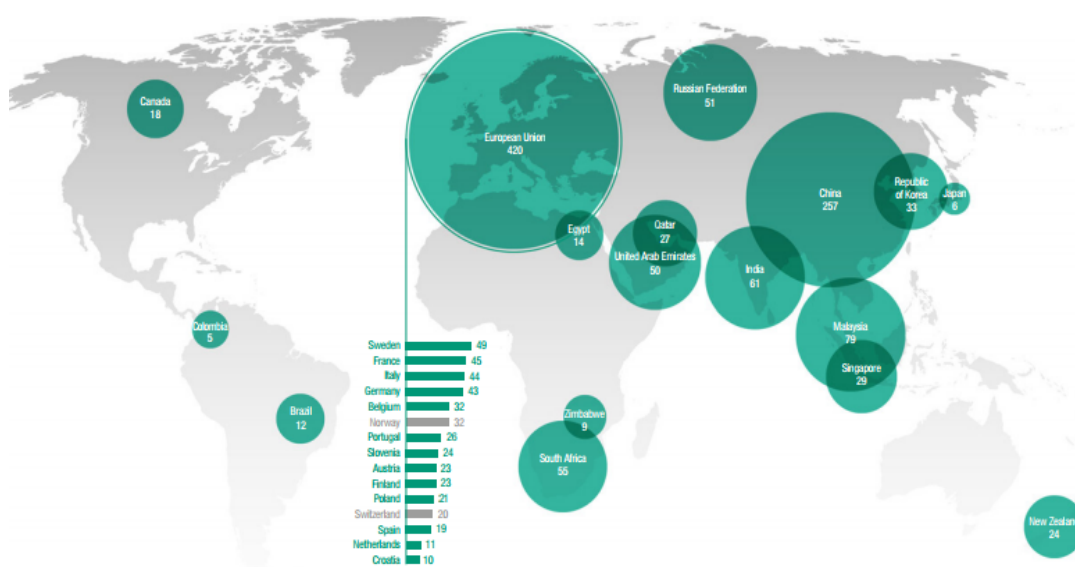 Canada
18
Russian Federation
51
European Union
420
China
257
Republic
of Korea
33
Japan
6
Egypt
14
Qatar
27
United Arab Emirates
50
India
61
Colombia
5
Malaysia
79
Singapore
29
Brazil
12
Zimbabwe
9
South Africa
55
New Zealan
24
Sweden 49
France 45
Italy 44
Germany 43
Belgium 32
Norway 32
Portugal 26
Slovenia 24
Austria 23
Finland 23
Poland 21
Switzerland 20
Spain 19
Netherlands 11
Croatia 10